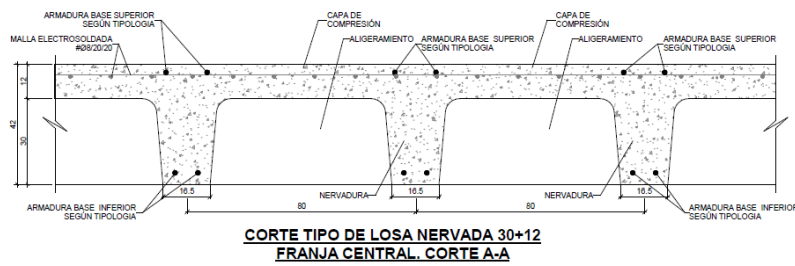 ARMADURA BASE SUPERIOR
SEGÚN TIPOLOGIA
CAPA DE
COMPRESIÓN
CAPA DE
COMPRESIÓN
MALLA ELECTROSOLDADA
#Ø8/20/20
ALIGERAMIENTO
ARMADURA BASE SUPERIOR
SEGÚN TIPOLOGIA
ALIGERAMIENTO
ARMADURA BASE SUPERIOR
SEGÚN TIPOLOGIA
12
42
30
16.5
16.5
16.5
NERVADURA
NERVADURA
ARMADURA BASE INFERIOR
SEGÚN TIPOLOGIA
80
80
ARMADURA BASE INFERIOR
SEGÚN TIPOLOGIA
CORTE TIPO DE LOSA NERVADA 30+12
FRANJA CENTRAL. CORTE A-A